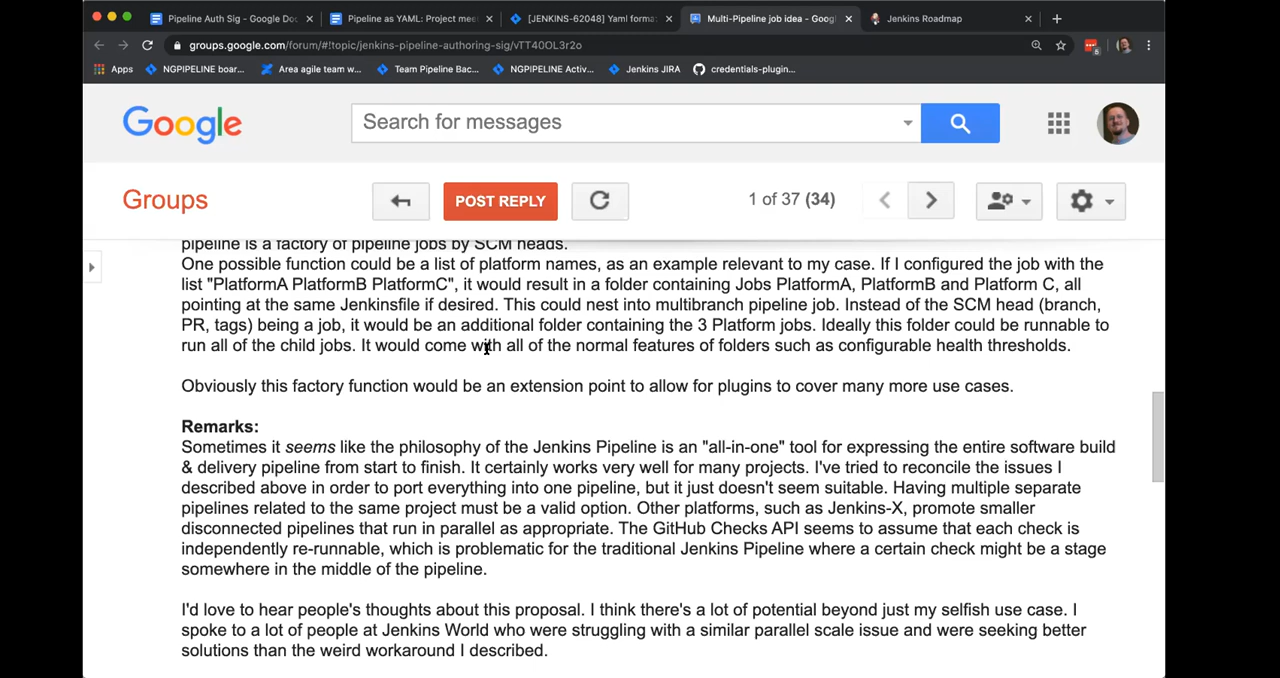 Pipeline Auth Sig - Google Doc
Pipeline as YAML: Project mee
[JENKINS-62048] Yaml forma
Multi-Pipeline job idea - Goog
Jenkins Roadmap
groups.google.com/forum/#!topic/jenkins-pipeline-authoring-sig/vTT40OL3r2o
Apps
NGPIPELINE boar...
Area agile team w...
Team Pipeline Bac...
NGPIPELINE Activ...
Jenkins JIRA
credentials-plugin...
Google
Search for messages
Groups
POST REPLY
1 of 37 (34)
pipeline is a factory of pipeline jobs by SCM heads.
One possible function could be a list of platform names, as an example relevant to my case. If I configured the job with the
list "PlatformA PlatformB PlatformC", it would result in a folder containing Jobs PlatformA, PlatformB and Platform C, all
pointing at the same Jenkinsfile if desired. This could nest into multibranch pipeline job. Instead of the SCM head (branch,
PR, tags) being a job, it would be an additional folder containing the 3 Platform jobs. Ideally this folder could be runnable to
run all of the child jobs. It would come with all of the normal features of folders such as configurable health thresholds.
Obviously this factory function would be an extension point to allow for plugins to cover many more use cases.
Remarks:
Sometimes it seems like the philosophy of the Jenkins Pipeline is an "all-in-one" tool for expressing the entire software build
& delivery pipeline from start to finish. It certainly works very well for many projects. I've tried to reconcile the issues I
described above in order to port everything into one pipeline, but it just doesn't seem suitable. Having multiple separate
pipelines related to the same project must be a valid option. Other platforms, such as Jenkins-X, promote smaller
disconnected pipelines that run in parallel as appropriate. The GitHub Checks API seems to assume that each check is
independently re-runnable, which is problematic for the traditional Jenkins Pipeline where a certain check might be a stage
somewhere in the middle of the pipeline.
I'd love to hear people's thoughts about this proposal. I think there's a lot of potential beyond just my selfish use case. I
spoke to a lot of people at Jenkins World who were struggling with a similar parallel scale issue and were seeking better
solutions than the weird workaround I described.